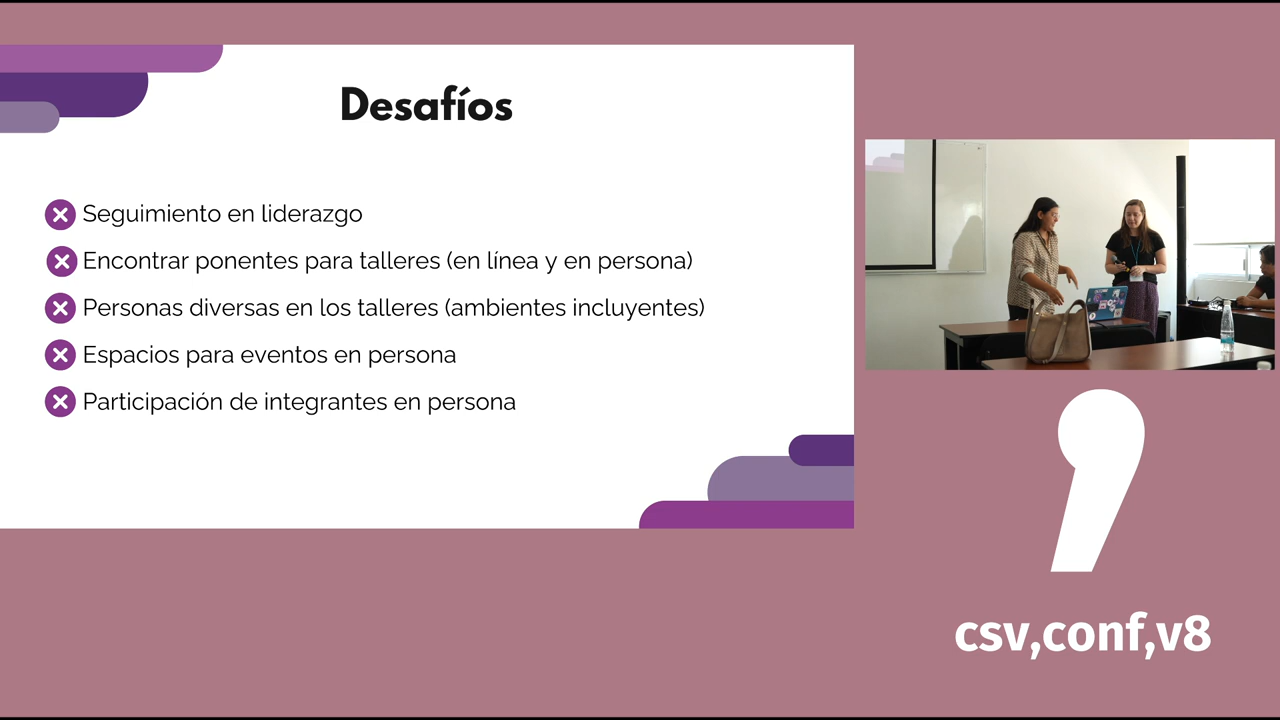 Desafíos
Seguimiento en liderazgo
Encontrar ponentes para talleres (en línea y en persona)
Personas diversas en los talleres (ambientes incluyentes)
Espacios para eventos en persona
Participación de integrantes en persona
csv,conf,v8